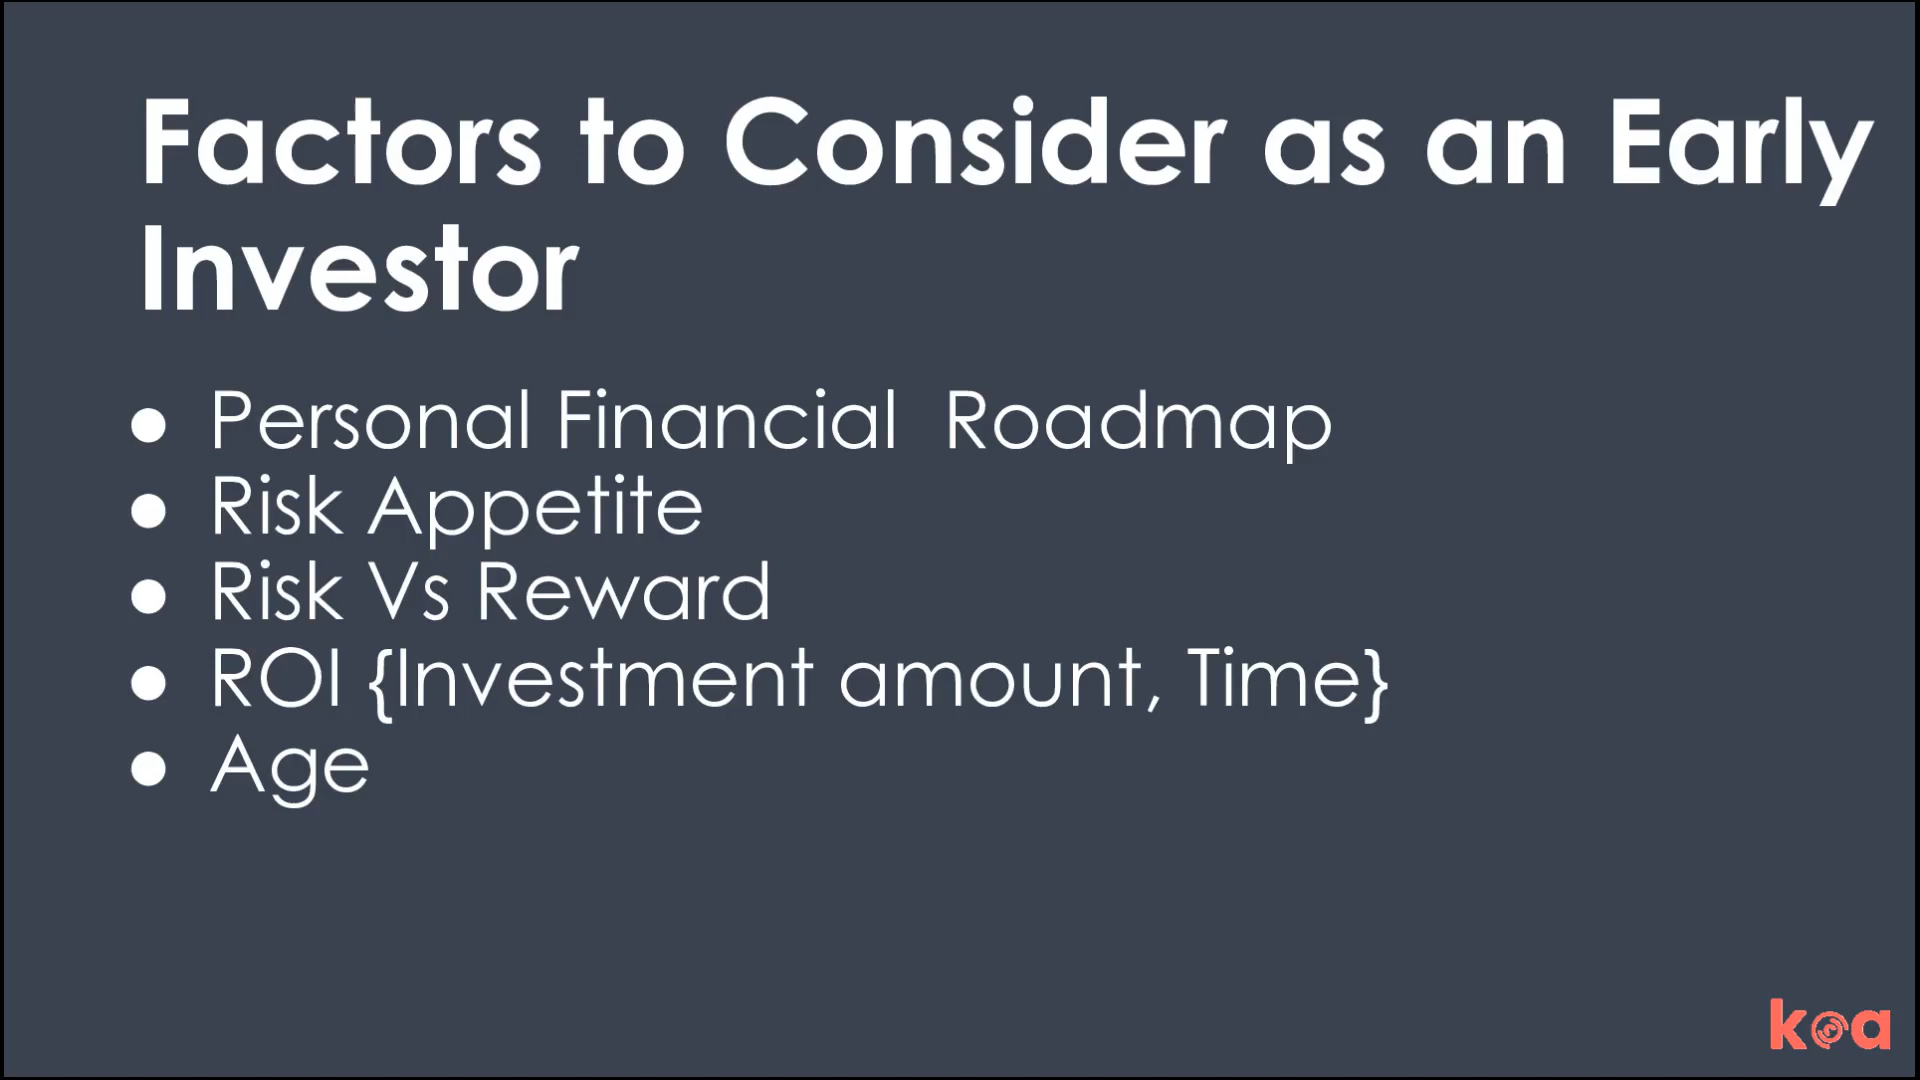 Factors to Consider as an Early
Investor
● Personal Financial  Roadmap
● Risk Appetite
● Risk Vs Reward
● ROI {Investment amount, Time}
● Age
koa